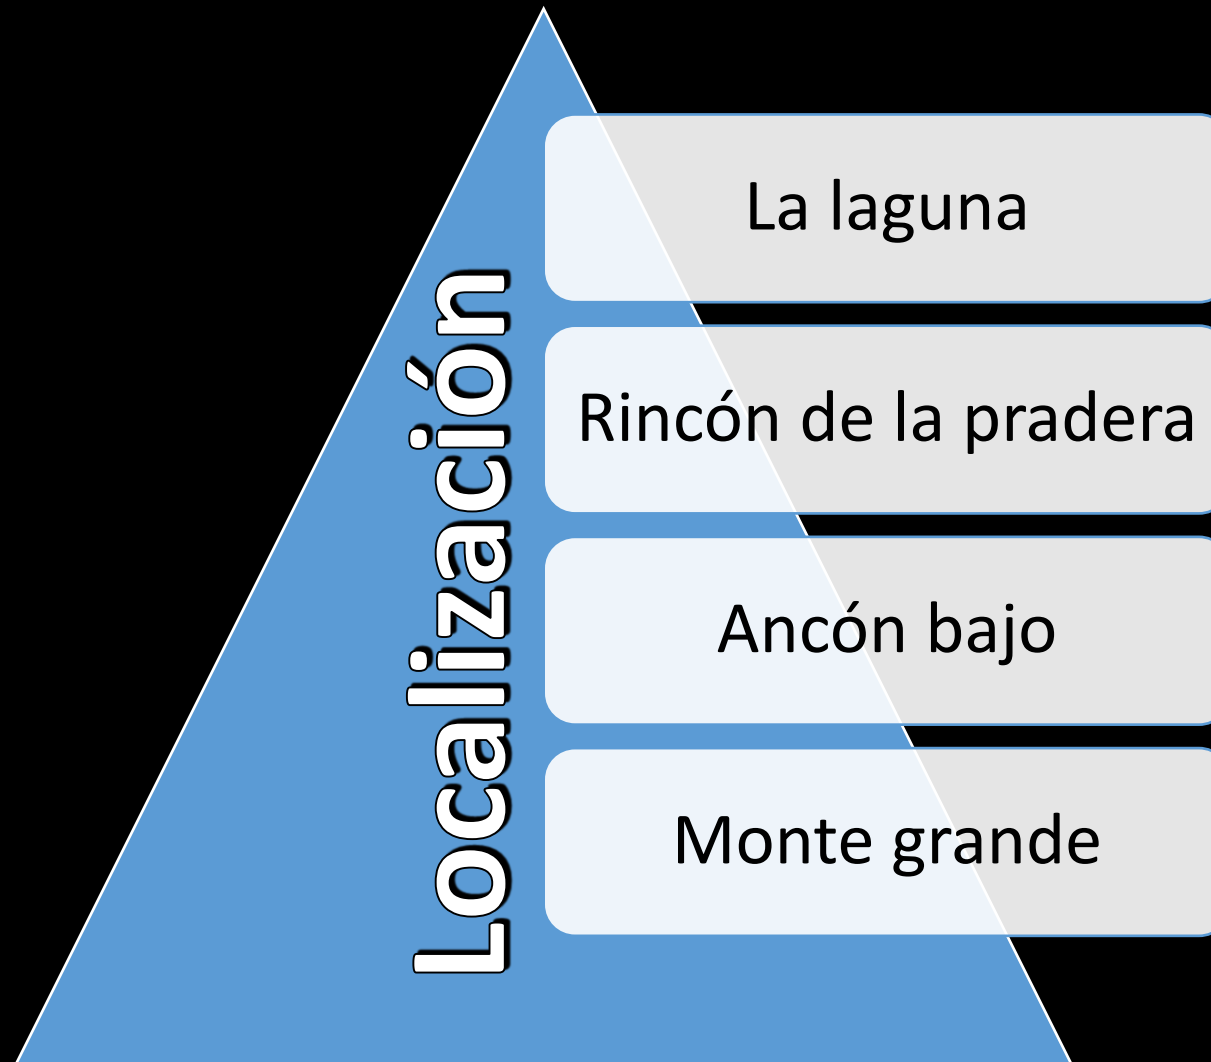 Localización
La laguna
Rincón de la pradera
Ancón bajo
Monte grande